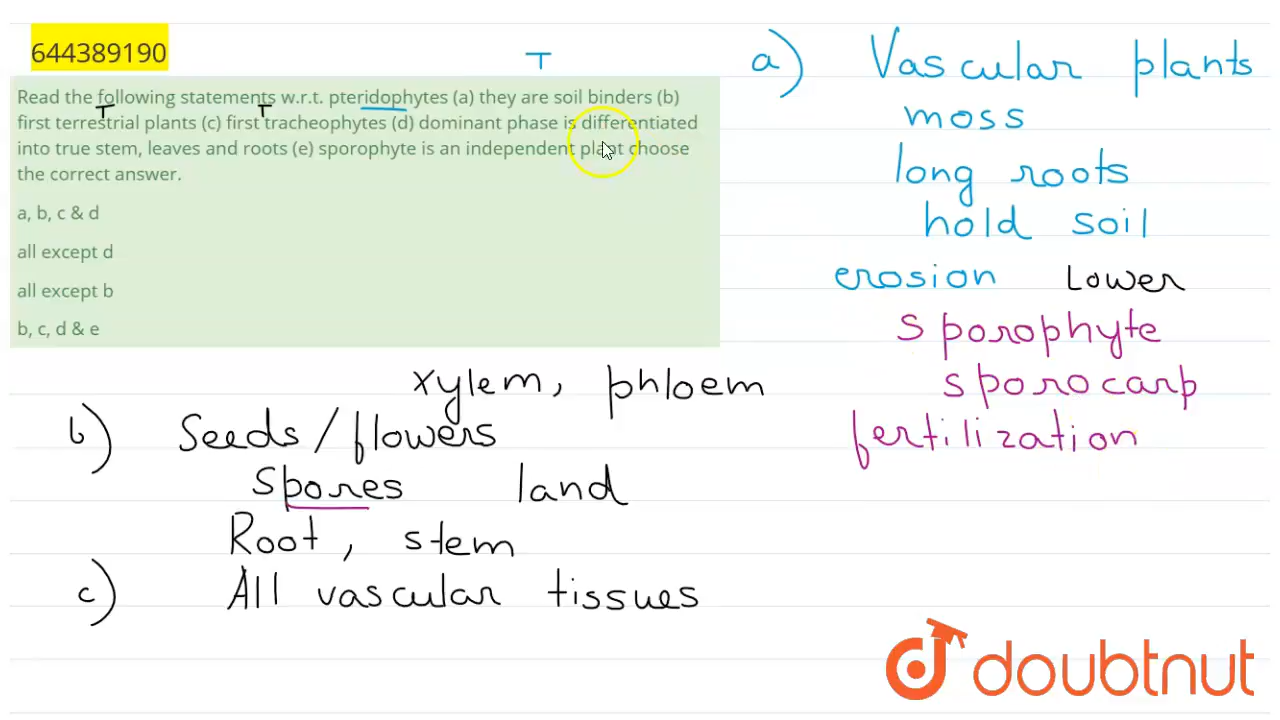 644389190
T
Read the following statements w.r.t. pteridophytes (a) they are soil binders (b)
T T
first terrestrial plants (c) first tracheophytes (d) dominant phase is differentiated
into true stem, leaves and roots (e) sporophyte is an independent plant choose
the correct answer.
a, b, c & d
all except d
all except b
b, c, d & e
a) Vascular plants
moss
long roots
hold soil
erosion Lower
sporophyte
sporocarp
fertilization
xylem, phloem
b) Seeds/flowers
Spores land
Root, stem
c) All vascular tissues
doubtnut